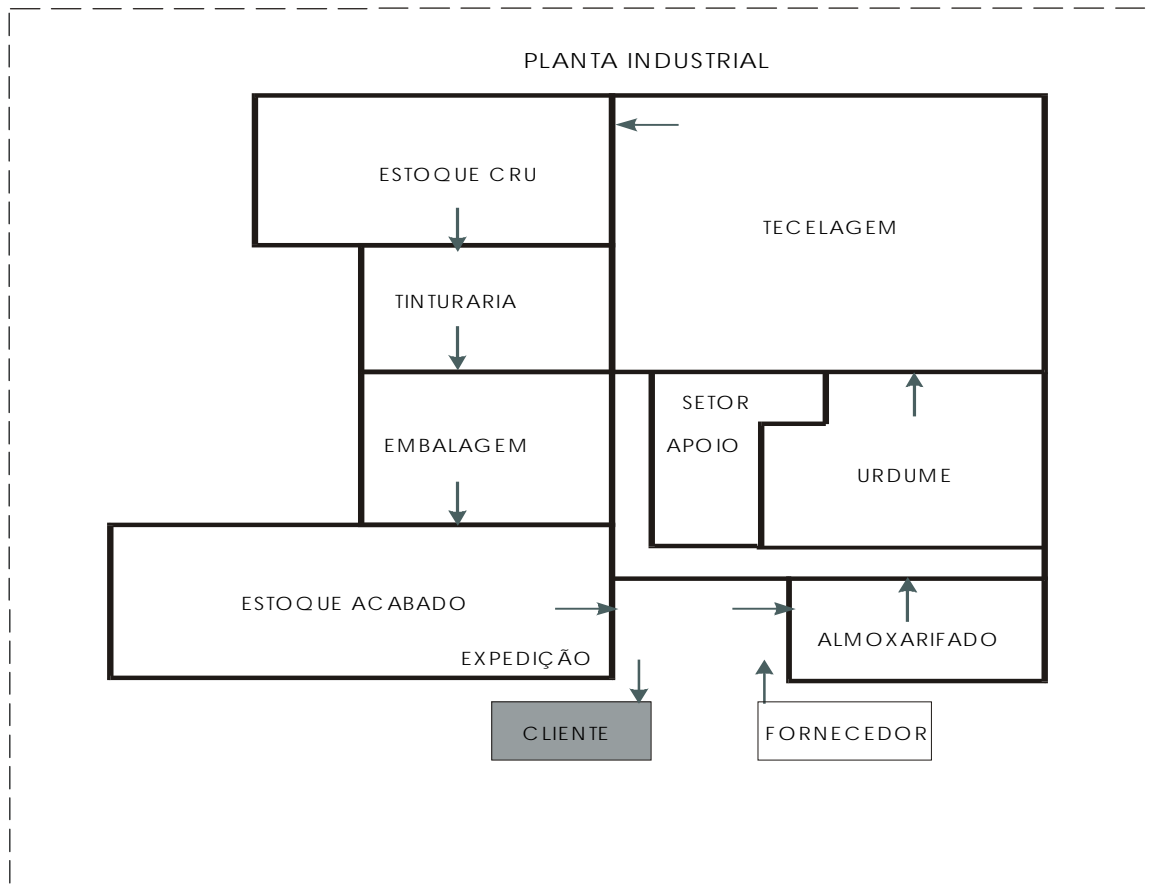 PLANTA INDUSTRIAL
ESTOQUE CRU
TECELAGEM
TINTURARIA
SETOR
APOIO
EMBALAGEM
URDUME
ESTOQUE ACABADO
EXPEDIÇÃO
ALMOXARIFADO
CLIENTE
FORNECEDOR